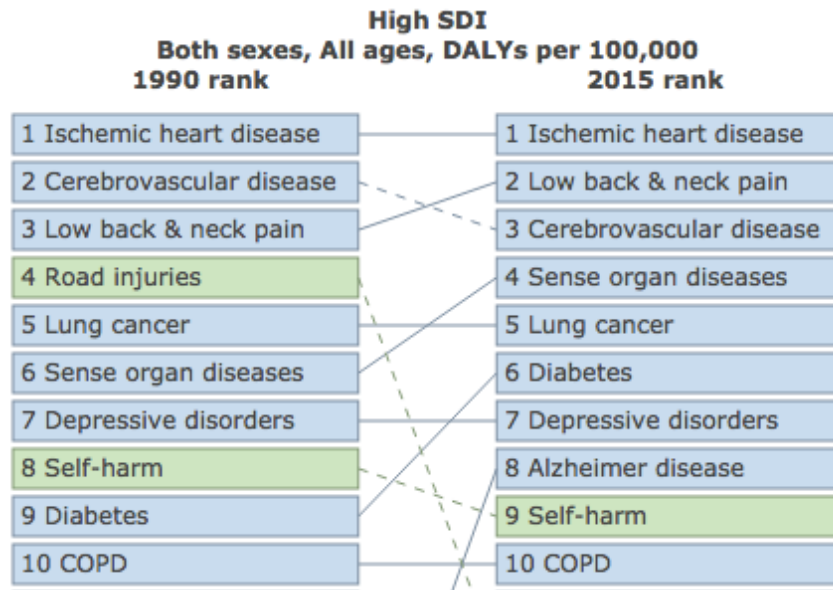 High SDI
Both sexes, All ages, DALYs per 100,000
1990 rank 2015 rank
1 Ischemic heart disease 1 Ischemic heart disease
2 Cerebrovascular disease 2 Low back & neck pain
3 Low back & neck pain 3 Cerebrovascular disease
4 Road injuries 4 Sense organ diseases
5 Lung cancer 5 Lung cancer
6 Sense organ diseases 6 Diabetes
7 Depressive disorders 7 Depressive disorders
8 Self-harm 8 Alzheimer disease
9 Diabetes 9 Self-harm
10 COPD 10 COPD